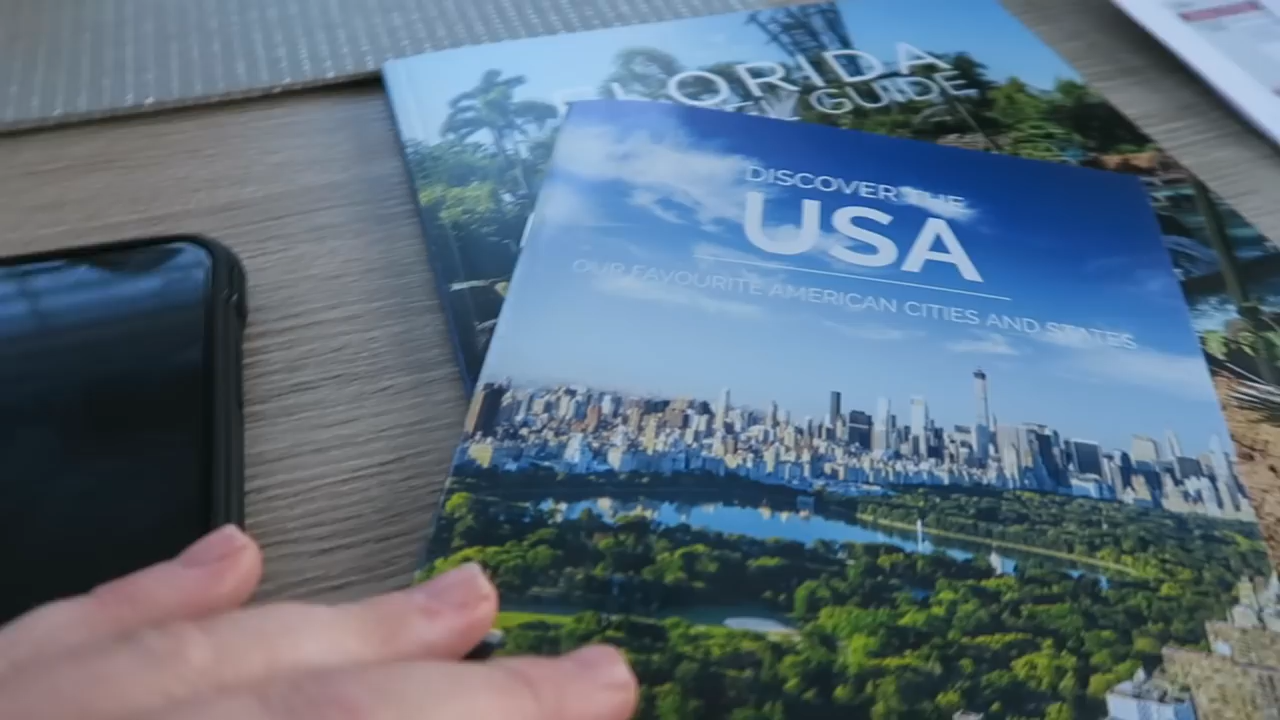 FLORIDA
GUIDE
DISCOVER THE
USA
OUR FAVOURITE AMERICAN CITIES AND STATES